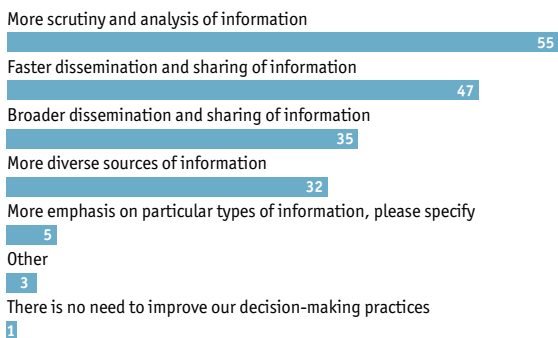 More scrutiny and analysis of information
55
Faster dissemination and sharing of information
47
Broader dissemination and sharing of information
35
More diverse sources of information
32
More emphasis on particular types of information, please specify
5
Other
3
There is no need to improve our decision-making practices
1